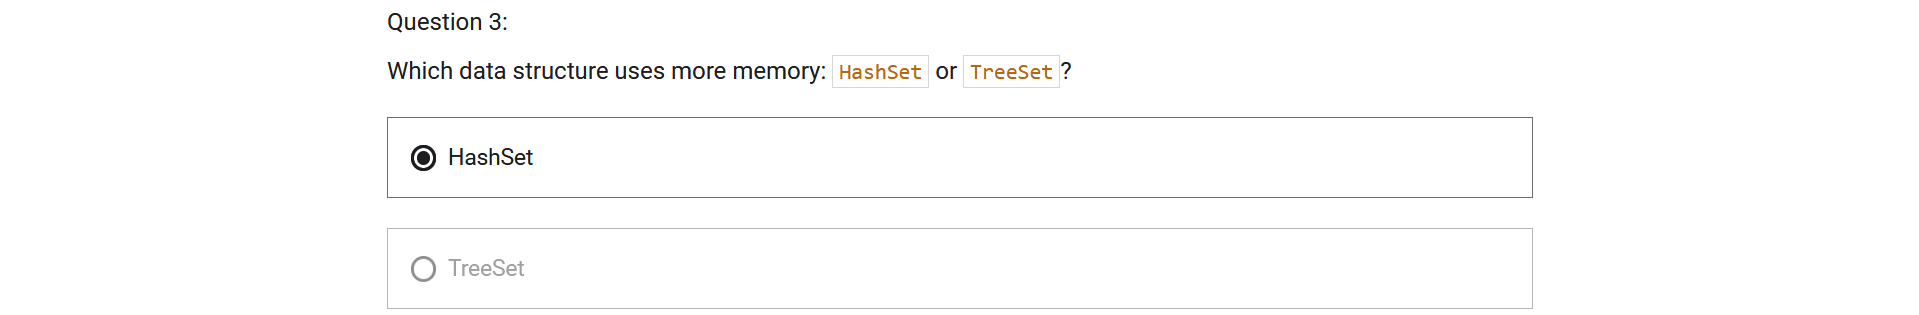 Question 3:
Which data structure uses more memory: HashSet or TreeSet?
HashSet
TreeSet